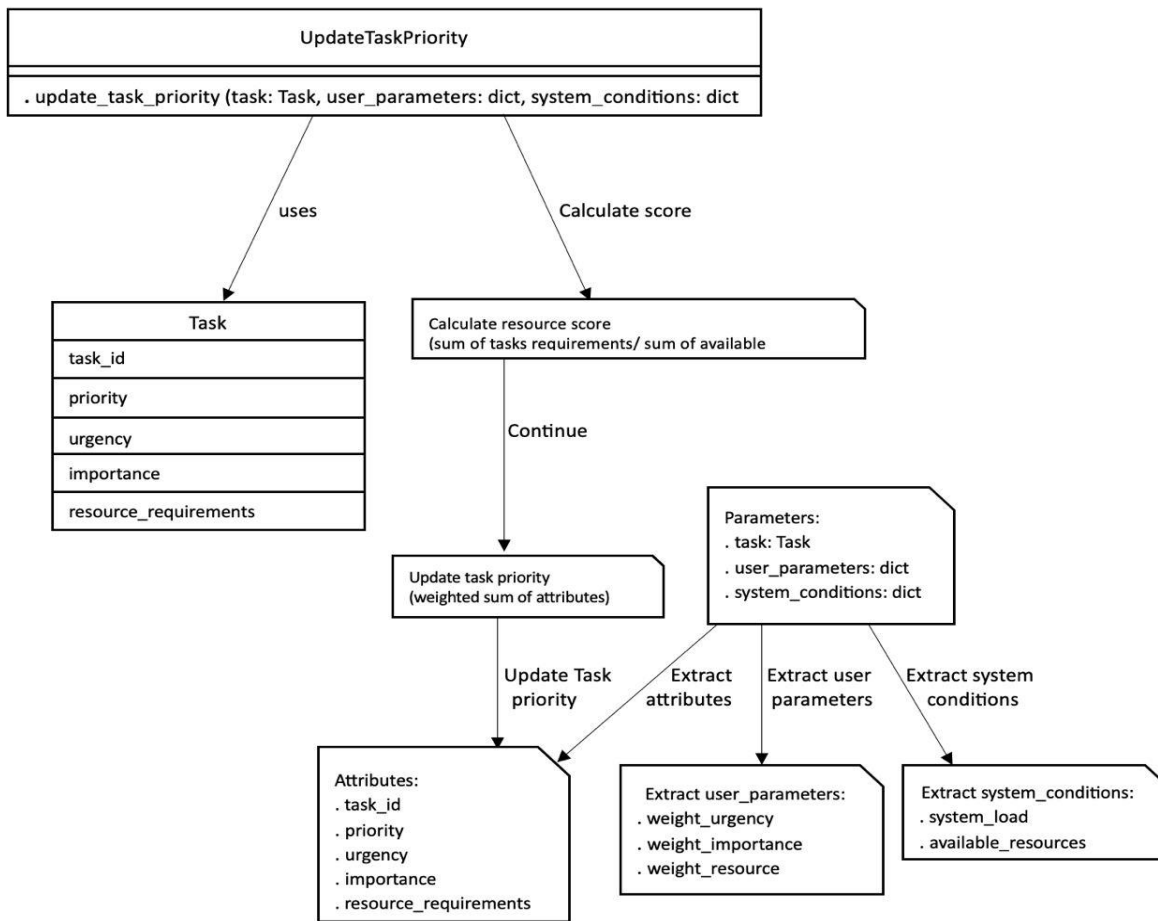 UpdateTaskPriority
. update_task_priority (task: Task, user_parameters: dict, system_conditions: dict
uses
Calculate score
Task
task_id
priority
urgency
importance
resource_requirements
Calculate resource score
(sum of tasks requirements/ sum of available
Continue
Parameters:
. task: Task
. user_parameters: dict
. system_conditions: dict
Update task priority
(weighted sum of attributes)
Update Task
priority
Extract
attributes
Extract user
parameters
Extract system
conditions
Attributes:
. task_id
. priority
. urgency
. importance
. resource_requirements
Extract user_parameters:
. weight_urgency
. weight_importance
. weight_resource
Extract system_conditions:
. system_load
. available_resources